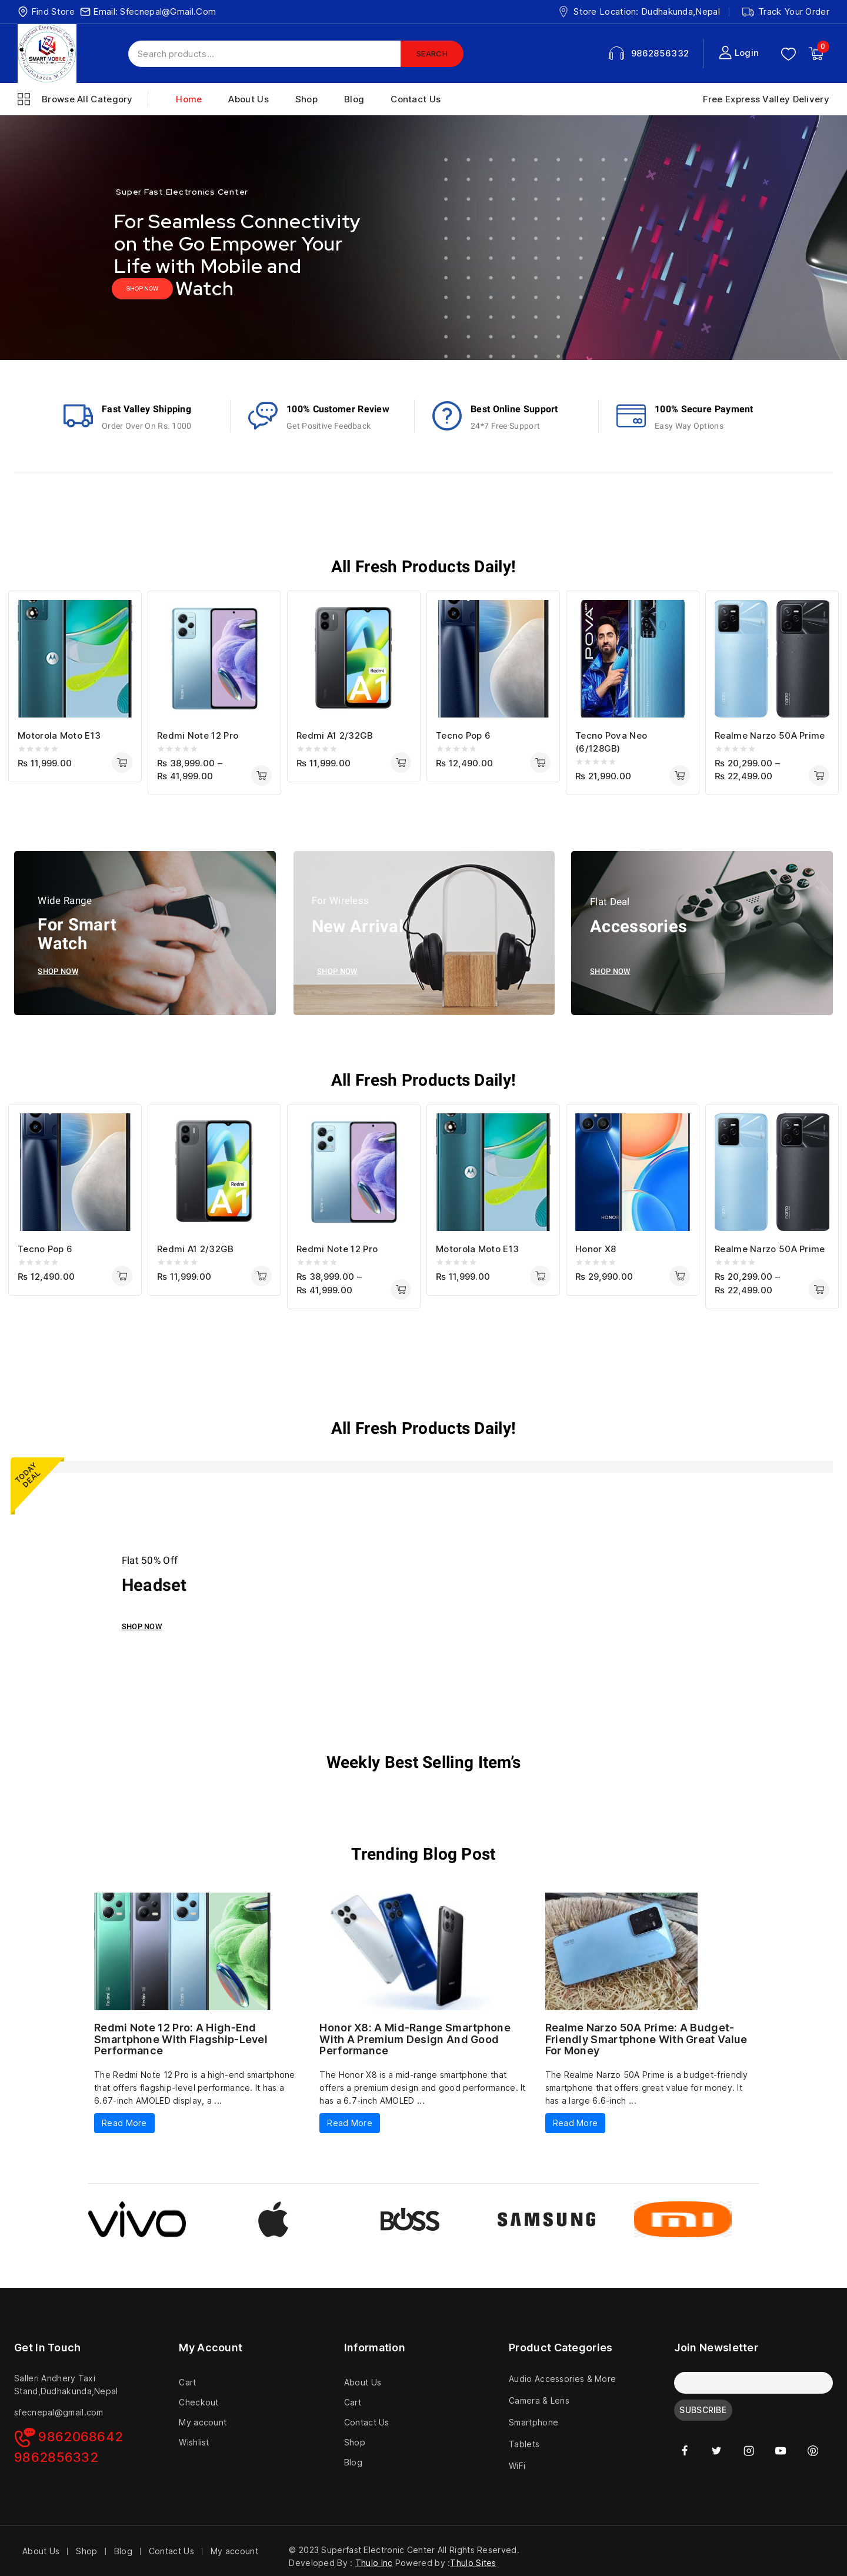 Find Store Email: Sfecnepal@Gmail.Com
Store Location: Dudhakunda,Nepal
Track Your Order
SMART MOBILE
Search products...
SEARCH
9862856332
Login
0
Browse All Category
Home
About Us
Shop
Blog
Contact Us
Free Express Valley Delivery
Super Fast Electronics Center
For Seamless Connectivity
on the Go Empower Your
Life with Mobile and
Watch
SHOP NOW
Fast Valley Shipping
Order Over On Rs. 1000
100% Customer Review
Get Positive Feedback
Best Online Support
24*7 Free Support
100% Secure Payment
Easy Way Options
All Fresh Products Daily!
Motorola Moto E13
₨ 11,999.00
Redmi Note 12 Pro
₨ 38,999.00 –
₨ 41,999.00
Redmi
A1
Redmi A1 2/32GB
₨ 11,999.00
Tecno Pop 6
₨ 12,490.00
POVA
Tecno Pova Neo
(6/128GB)
₨ 21,990.00
Realme Narzo 50A Prime
₨ 20,299.00 –
₨ 22,499.00
Wide Range
For Smart
Watch
SHOP NOW
For Wireless
New Arrival
SHOP NOW
Flat Deal
Accessories
SHOP NOW
All Fresh Products Daily!
Tecno Pop 6
₨ 12,490.00
Redmi
A1
Redmi A1 2/32GB
₨ 11,999.00
Redmi Note 12 Pro
₨ 38,999.00 –
₨ 41,999.00
Motorola Moto E13
₨ 11,999.00
HONOR
Honor X8
₨ 29,990.00
Realme Narzo 50A Prime
₨ 20,299.00 –
₨ 22,499.00
All Fresh Products Daily!
TODAY
DEAL
Flat 50% Off
Headset
SHOP NOW
Weekly Best Selling Item’s
Trending Blog Post
Redmi Note 12 Pro: A High-End
Smartphone With Flagship-Level
Performance
The Redmi Note 12 Pro is a high-end smartphone
that offers flagship-level performance. It has a
6.67-inch AMOLED display, a ...
Read More
Honor X8: A Mid-Range Smartphone
With A Premium Design And Good
Performance
The Honor X8 is a mid-range smartphone that
offers a premium design and good performance. It
has a 6.7-inch AMOLED ...
Read More
Realme Narzo 50A Prime: A Budget-
Friendly Smartphone With Great Value
For Money
The Realme Narzo 50A Prime is a budget-friendly
smartphone that offers great value for money. It
has a large 6.6-inch ...
Read More
vivo
BOSS
SAMSUNG
MI
Get In Touch
Salleri Andhery Taxi
Stand,Dudhakunda,Nepal
sfecnepal@gmail.com
9862068642
9862856332
My Account
Cart
Checkout
My account
Wishlist
Information
About Us
Cart
Contact Us
Shop
Blog
Product Categories
Audio Accessories & More
Camera & Lens
Smartphone
Tablets
WiFi
Join Newsletter
SUBSCRIBE
About Us | Shop | Blog | Contact Us | My account
© 2023 Superfast Electronic Center All Rights Reserved.
Developed By : Thulo Inc Powered by :Thulo Sites